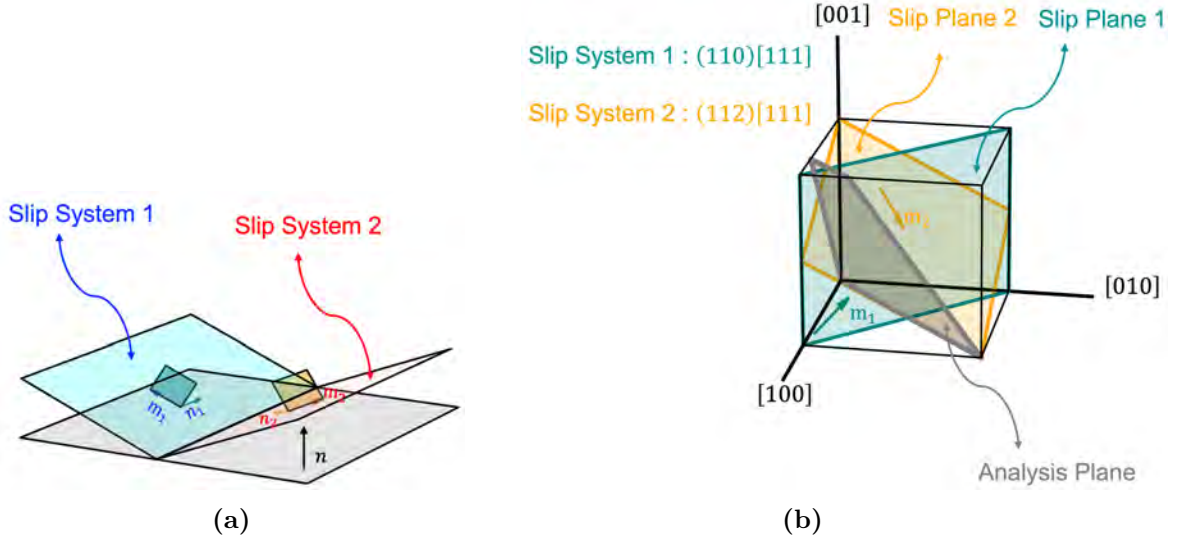 Slip System 1
Slip System 2
m₁
n₁
n₂
m₂
n
(a)
[001]
Slip Plane 2
Slip Plane 1
Slip System 1 : (110)[111]
Slip System 2 : (112)[111]
m₁
[010]
[100]
Analysis Plane
(b)